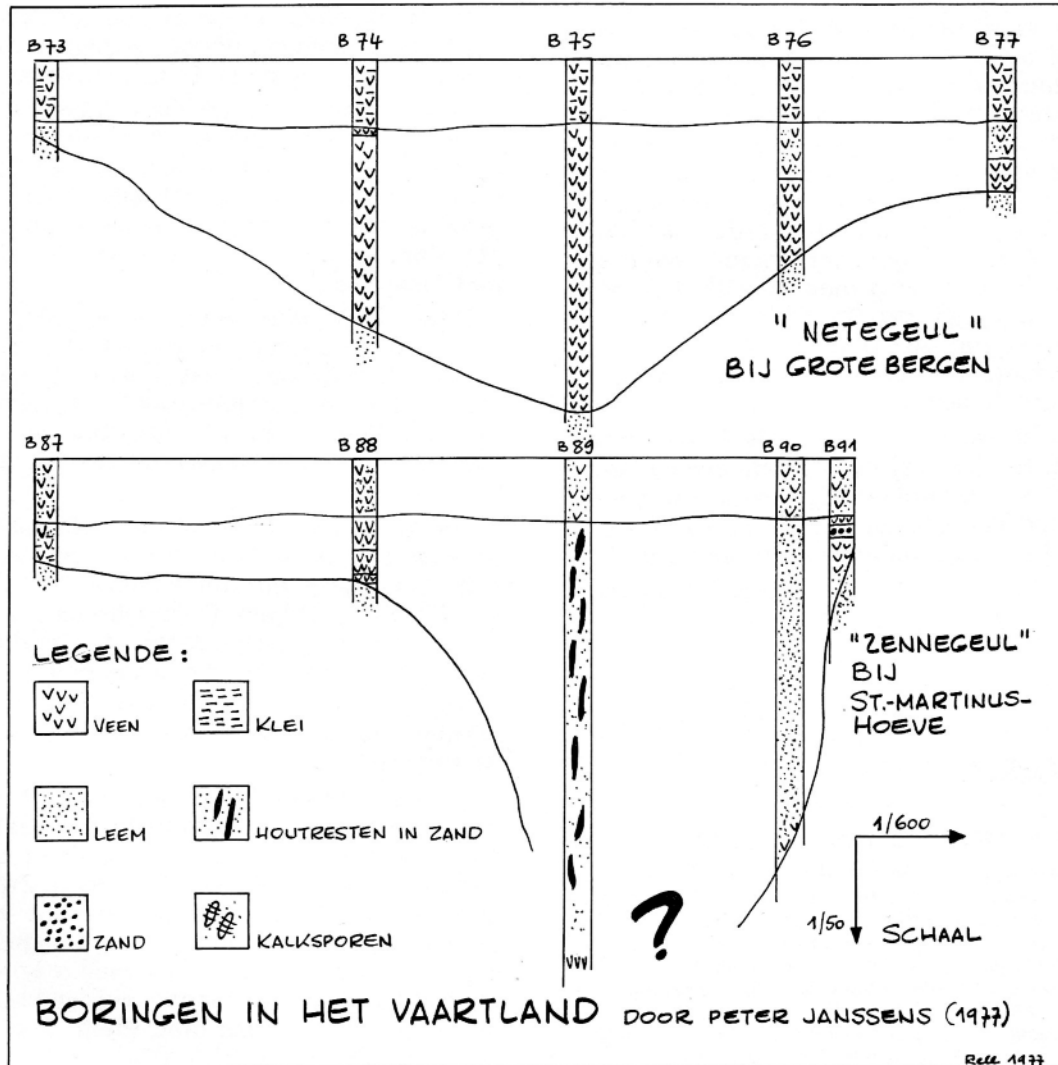 B73 B74 B75 B76 B77
" NETEGEUL "
BIJ GROTE BERGEN
B87 B88 B89 B90 B91
"ZENNEGEUL"
BIJ
ST.-MARTINUS-
HOEVE
LEGENDE:
VEEN
KLEI
LEEM
HOUTRESTEN IN ZAND
ZAND
KALKSPOREN
?
1/600
1/50
SCHAAL
BORINGEN IN HET VAARTLAND DOOR PETER JANSSENS (1977)
1977